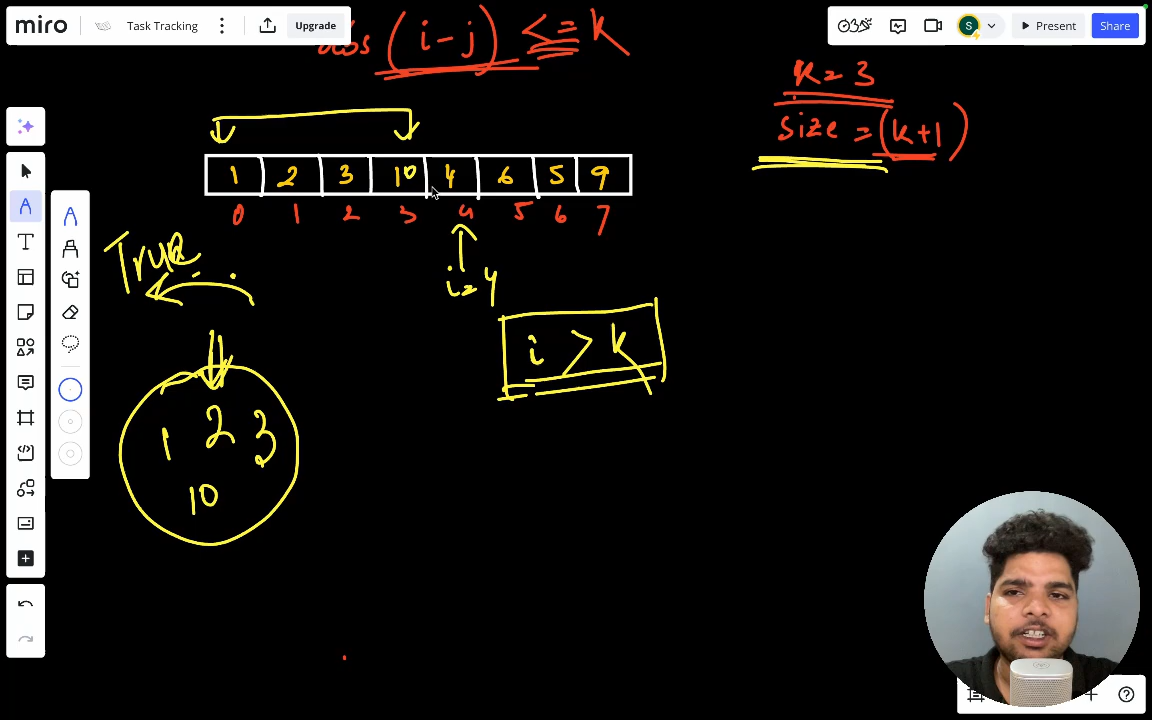 miro Task Tracking Upgrade
Present Share
S
abs (i-j) <= k
k = 3
size = (k+1)
1 2 3 10 4 6 5 9
0 1 2 3 4 5 6 7
True
i=4
i > k
1 2 3
10